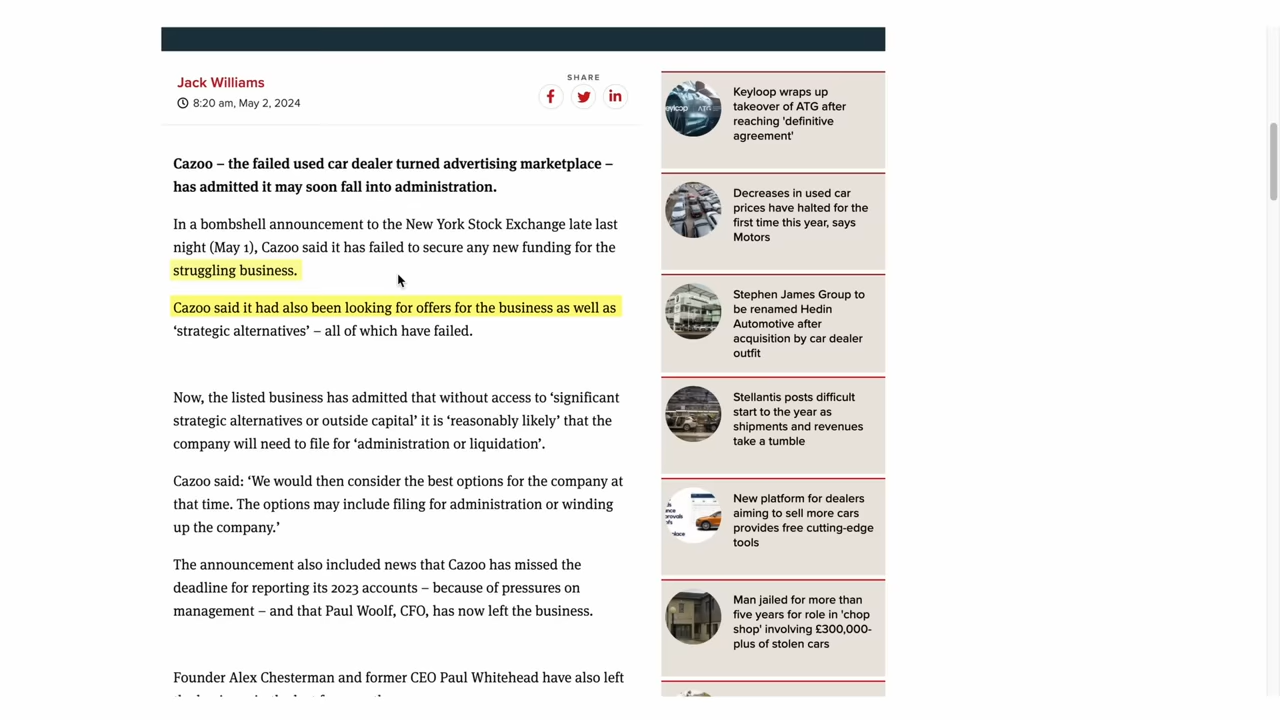 Jack Williams
8:20 am, May 2, 2024
SHARE
Cazoo – the failed used car dealer turned advertising marketplace –
has admitted it may soon fall into administration.
In a bombshell announcement to the New York Stock Exchange late last
night (May 1), Cazoo said it has failed to secure any new funding for the
struggling business.
Cazoo said it had also been looking for offers for the business as well as
‘strategic alternatives’ – all of which have failed.
Now, the listed business has admitted that without access to ‘significant
strategic alternatives or outside capital’ it is ‘reasonably likely’ that the
company will need to file for ‘administration or liquidation’.
Cazoo said: ‘We would then consider the best options for the company at
that time. The options may include filing for administration or winding
up the company.’
The announcement also included news that Cazoo has missed the
deadline for reporting its 2023 accounts – because of pressures on
management – and that Paul Woolf, CFO, has now left the business.
Founder Alex Chesterman and former CEO Paul Whitehead have also left
Keyloop wraps up
takeover of ATG after
reaching 'definitive
agreement'
Decreases in used car
prices have halted for the
first time this year, says
Motors
Stephen James Group to
be renamed Hedin
Automotive after
acquisition by car dealer
outfit
Stellantis posts difficult
start to the year as
shipments and revenues
take a tumble
New platform for dealers
aiming to sell more cars
provides free cutting-edge
tools
Man jailed for more than
five years for role in 'chop
shop' involving £300,000-
plus of stolen cars